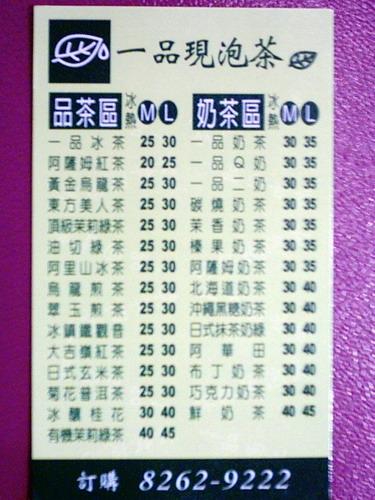 一品現泡茶
品茶區 冰熱 M L
一品冰茶 25 30
阿薩姆紅茶 20 25
黃金烏龍茶 25 30
東方美人茶 25 30
頂級茉莉綠茶 25 30
油切綠茶 25 30
阿里山冰茶 25 30
烏龍煎茶 25 30
翠玉煎茶 25 30
冰鎮鐵觀音 25 30
大吉嶺紅茶 25 30
日式玄米茶 25 30
菊花普洱茶 25 30
冰釀桂花 30 40
有機茉莉綠茶 40 45
奶茶區 冰熱 M L
一品奶茶 30 35
一品Q奶 30 35
一品二奶 30 35
碳燒奶茶 30 35
茉香奶茶 30 35
榛果奶茶 30 35
阿薩姆奶茶 30 35
北海道奶茶 30 40
沖繩黑糖奶茶 30 40
日式抹茶奶綠 30 40
阿華田 30 40
布丁奶茶 30 40
巧克力奶茶 30 40
鮮奶茶 40 45
訂購 8262-9222